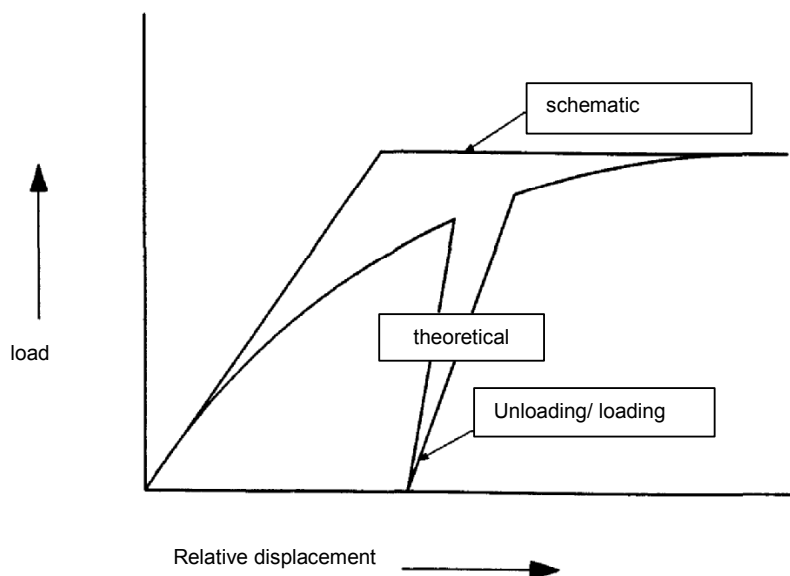 schematic
load
theoretical
Unloading/ loading
Relative displacement